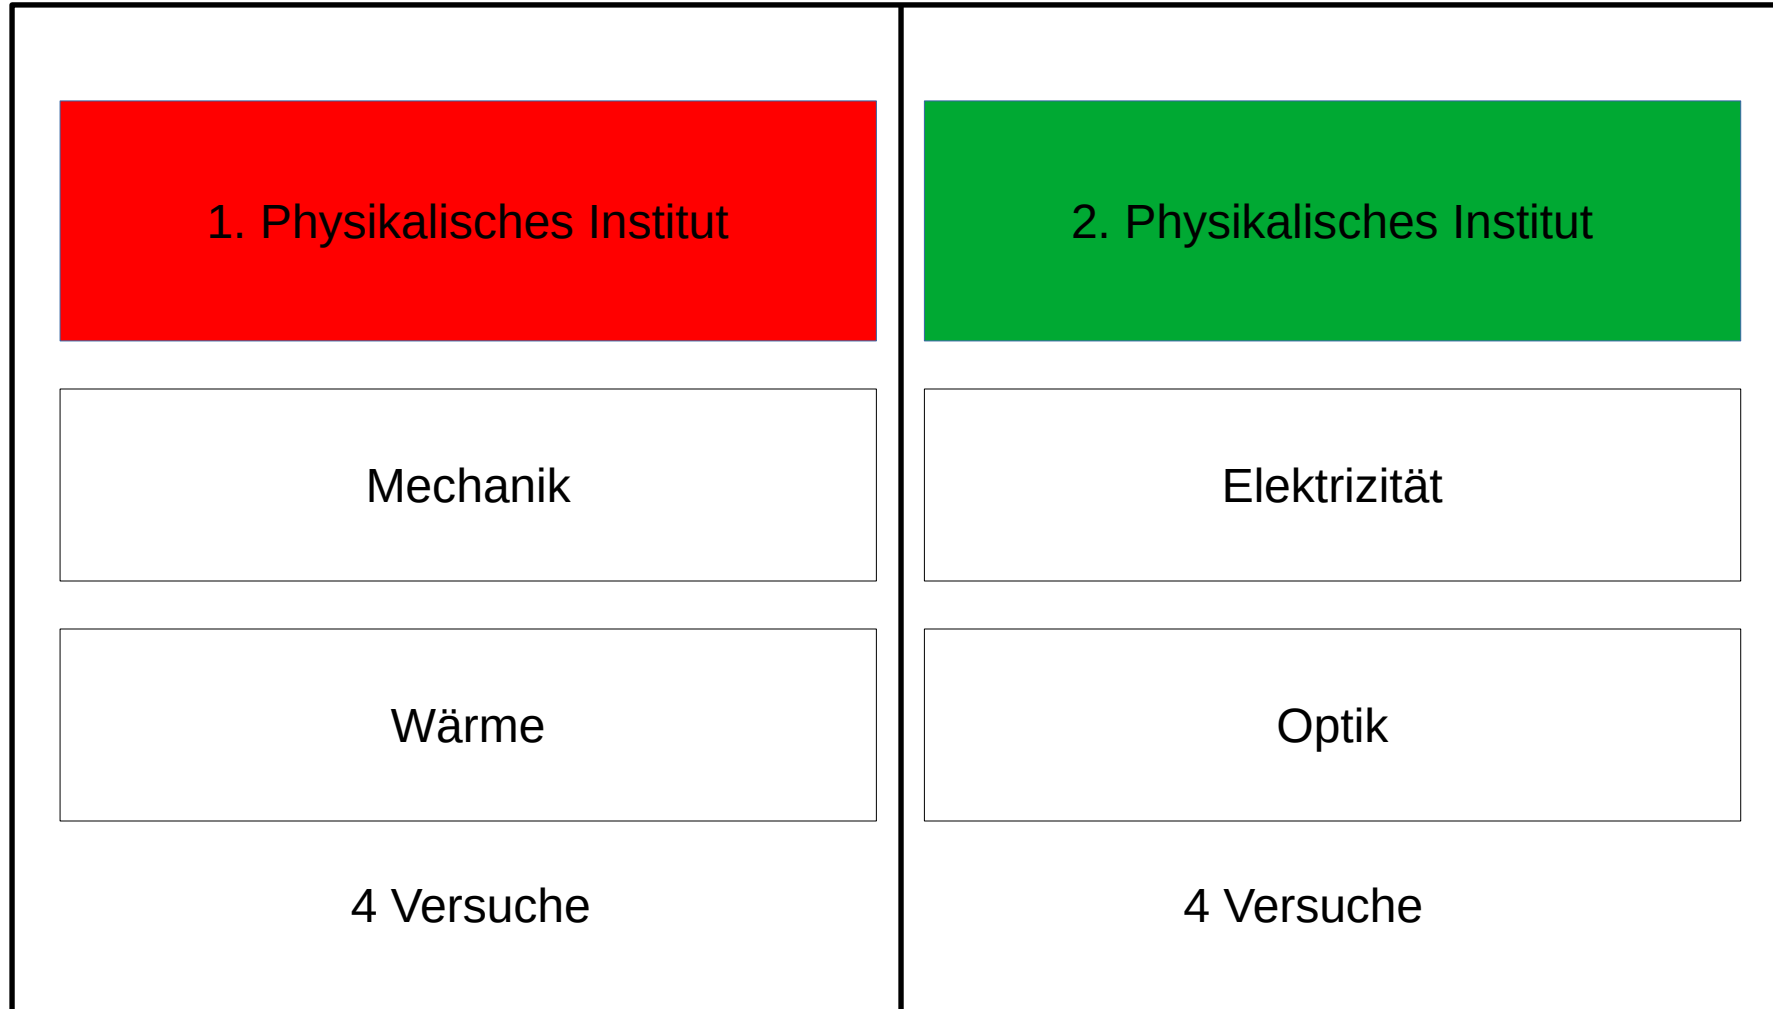 1. Physikalisches Institut
Mechanik
Wärme
4 Versuche
2. Physikalisches Institut
Elektrizität
Optik
4 Versuche